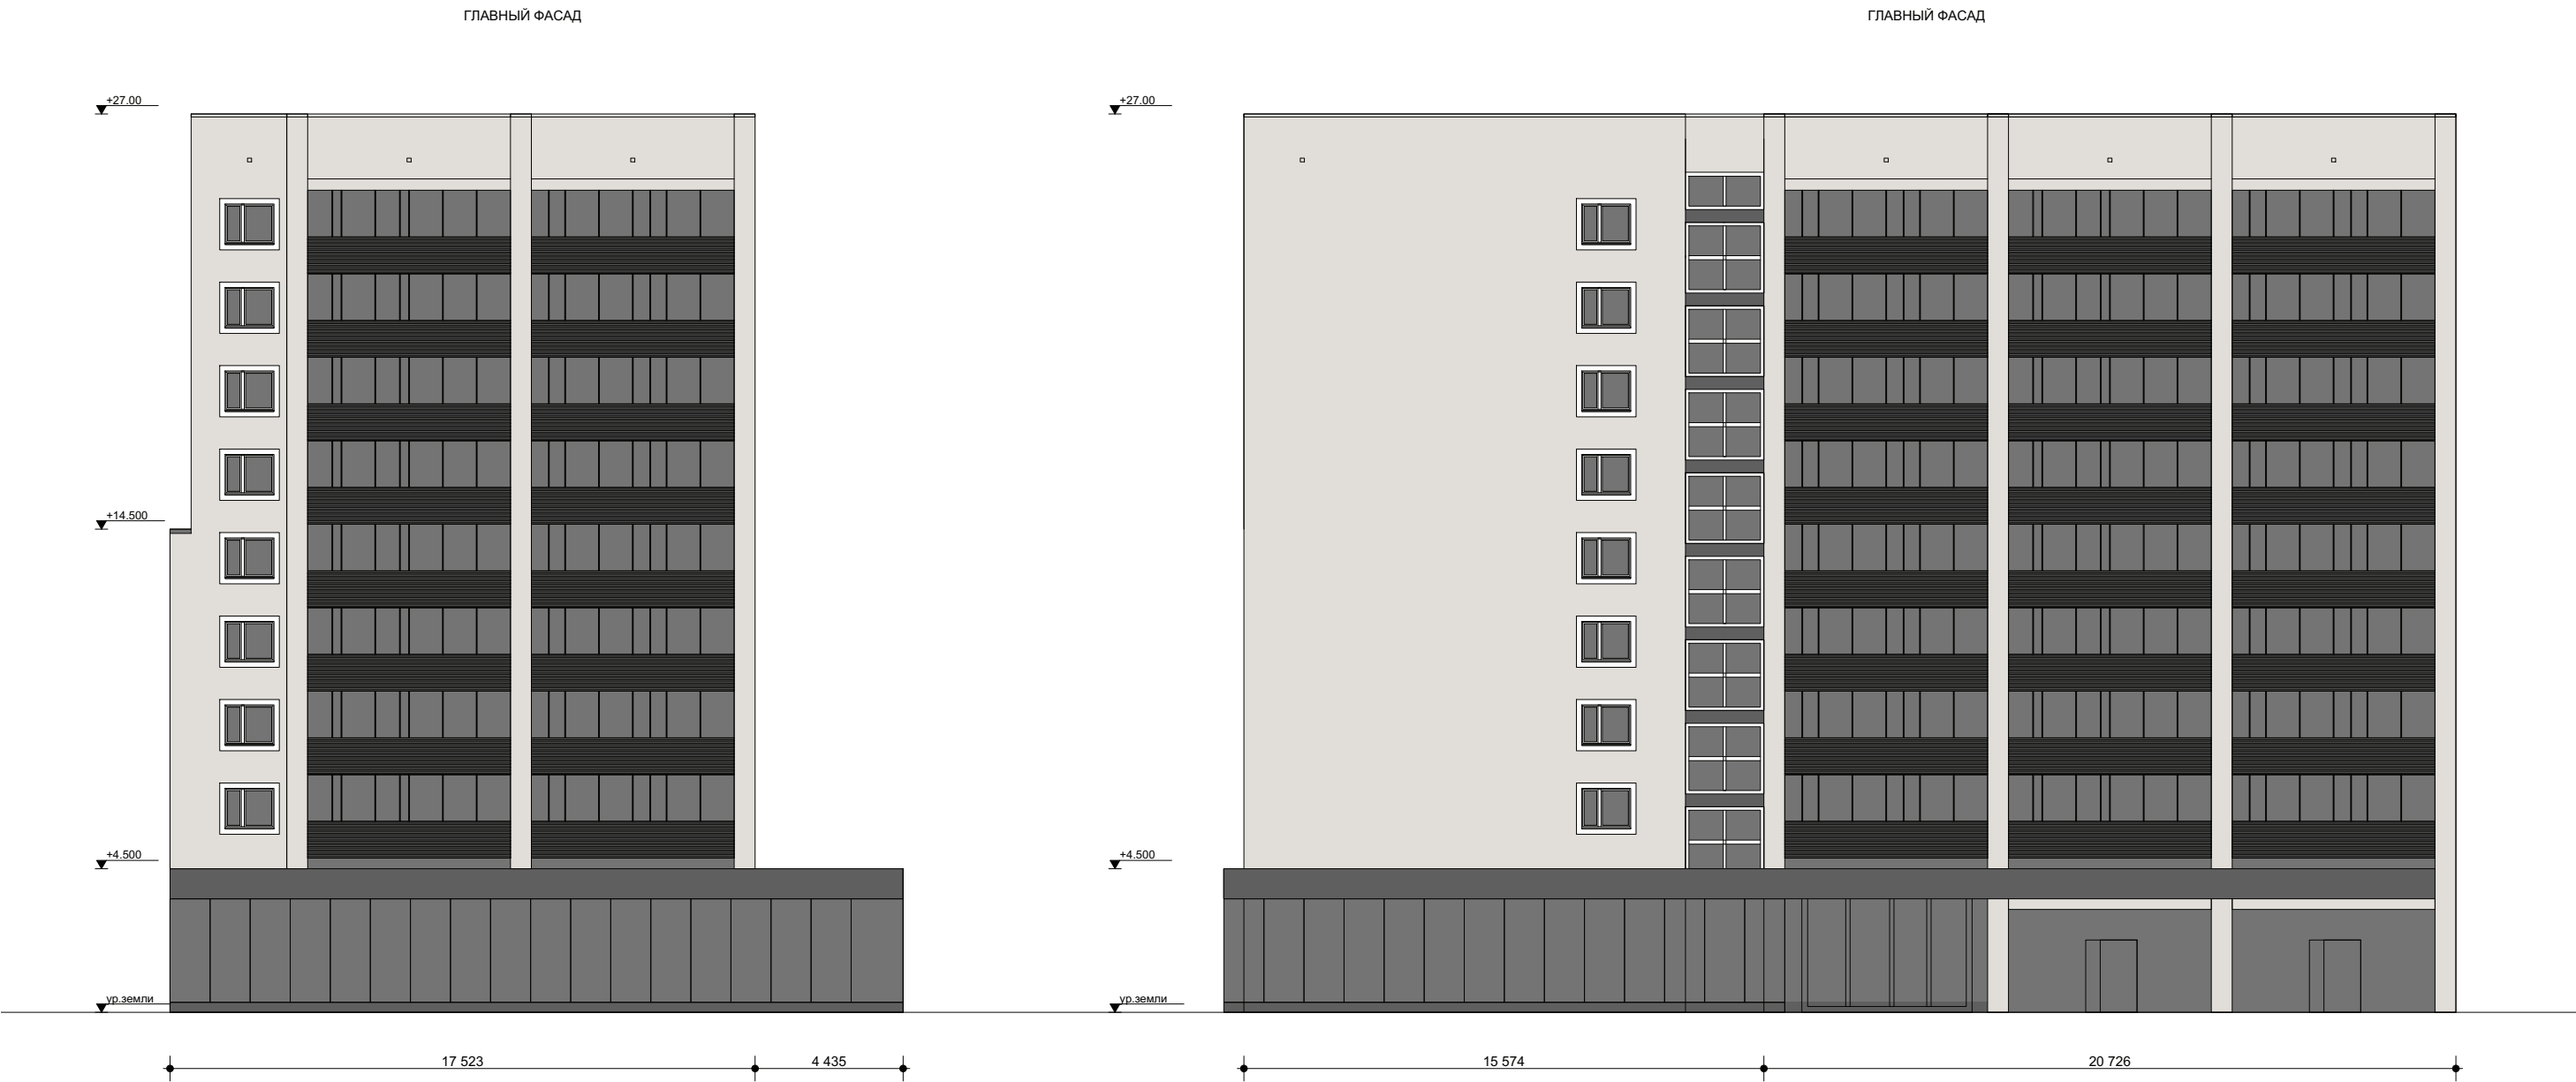 ГЛАВНЫЙ ФАСАД
ГЛАВНЫЙ ФАСАД
+27.00
+27.00
+14.500
+4.500
+4.500
ур.земли
ур.земли
17 523
4 435
15 574
20 726